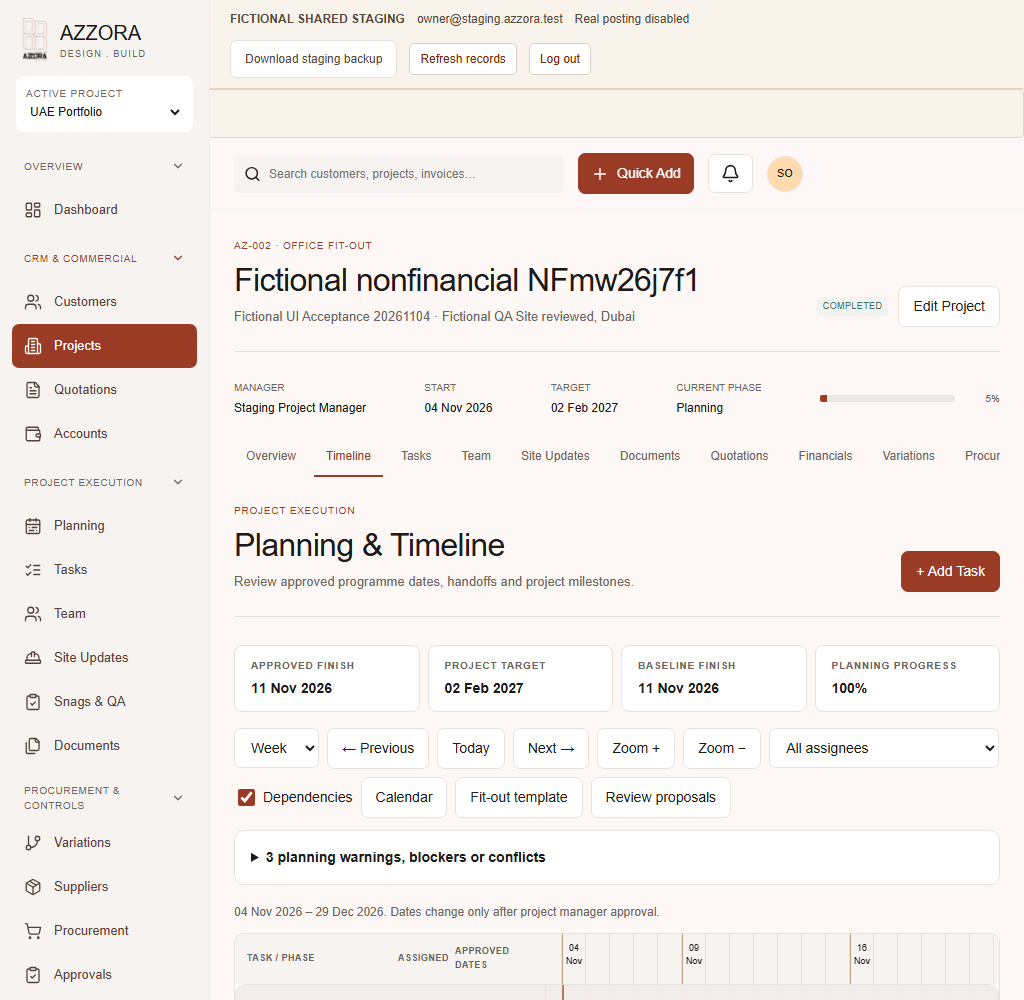 AZZORA
DESIGN . BUILD
AZZORA
ACTIVE PROJECT
UAE Portfolio
OVERVIEW
Dashboard
CRM & COMMERCIAL
Customers
Projects
Quotations
Accounts
PROJECT EXECUTION
Planning
Tasks
Team
Site Updates
Snags & QA
Documents
PROCUREMENT &
CONTROLS
Variations
Suppliers
Procurement
Approvals
FICTIONAL SHARED STAGING owner@staging.azzora.test Real posting disabled
Download staging backup Refresh records Log out
Search customers, projects, invoices... + Quick Add SO
AZ-002 · OFFICE FIT-OUT
Fictional nonfinancial NFmw26j7f1
Fictional UI Acceptance 20261104 · Fictional QA Site reviewed, Dubai
COMPLETED Edit Project
MANAGER START TARGET CURRENT PHASE
Staging Project Manager 04 Nov 2026 02 Feb 2027 Planning 5%
Overview Timeline Tasks Team Site Updates Documents Quotations Financials Variations Procur
PROJECT EXECUTION
Planning & Timeline
Review approved programme dates, handoffs and project milestones.
+ Add Task
APPROVED FINISH PROJECT TARGET BASELINE FINISH PLANNING PROGRESS
11 Nov 2026 02 Feb 2027 11 Nov 2026 100%
Week ← Previous Today Next → Zoom + Zoom − All assignees
Dependencies Calendar Fit-out template Review proposals
3 planning warnings, blockers or conflicts
04 Nov 2026 – 29 Dec 2026. Dates change only after project manager approval.
TASK / PHASE ASSIGNED APPROVED DATES 04 Nov 09 Nov 16 Nov